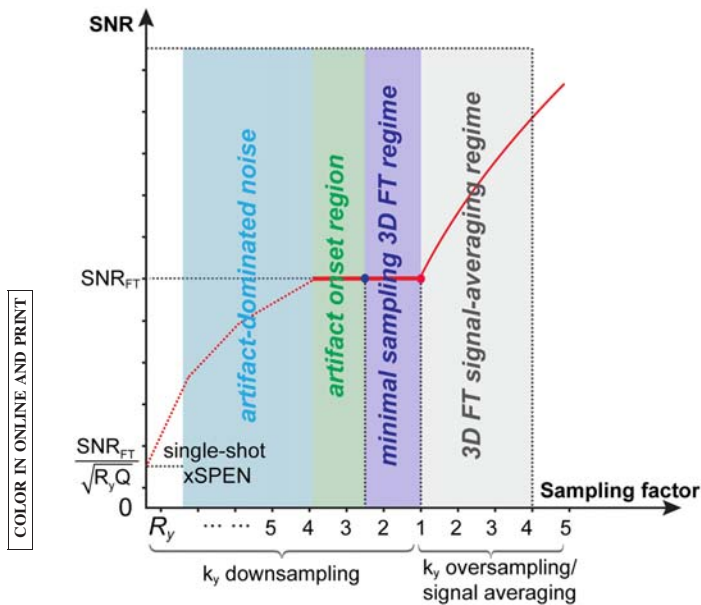 SNR
artifact-dominated noise
artifact onset region
minimal sampling 3D FT regime
3D FT signal-averaging regime
SNR_FT
SNR_FT
√R_yQ
single-shot
xSPEN
0
Sampling factor
R_y ... ... 5 4 3 2 1 2 3 4 5
k_y downsampling
k_y oversampling/
signal averaging
COLOR IN ONLINE AND PRINT